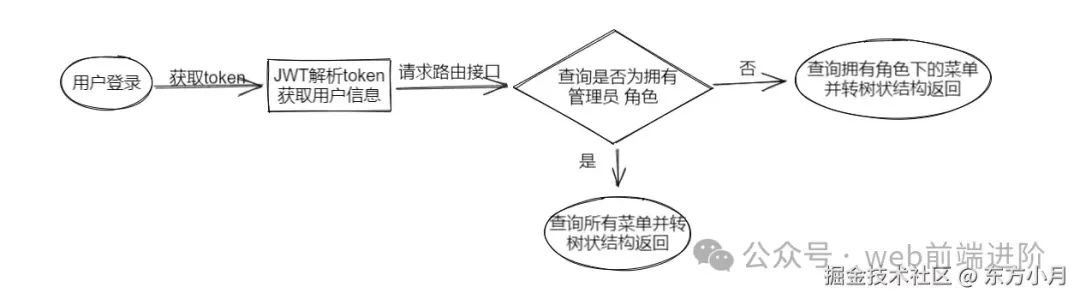 用户登录
获取token
JWT解析token
获取用户信息
请求路由接口
查询是否为拥有
管理员 角色
否
查询拥有角色下的菜单
并转树状结构返回
是
查询所有菜单并转
树状结构返回
公众号 · web前端进阶
掘金技术社区 @ 东方小月